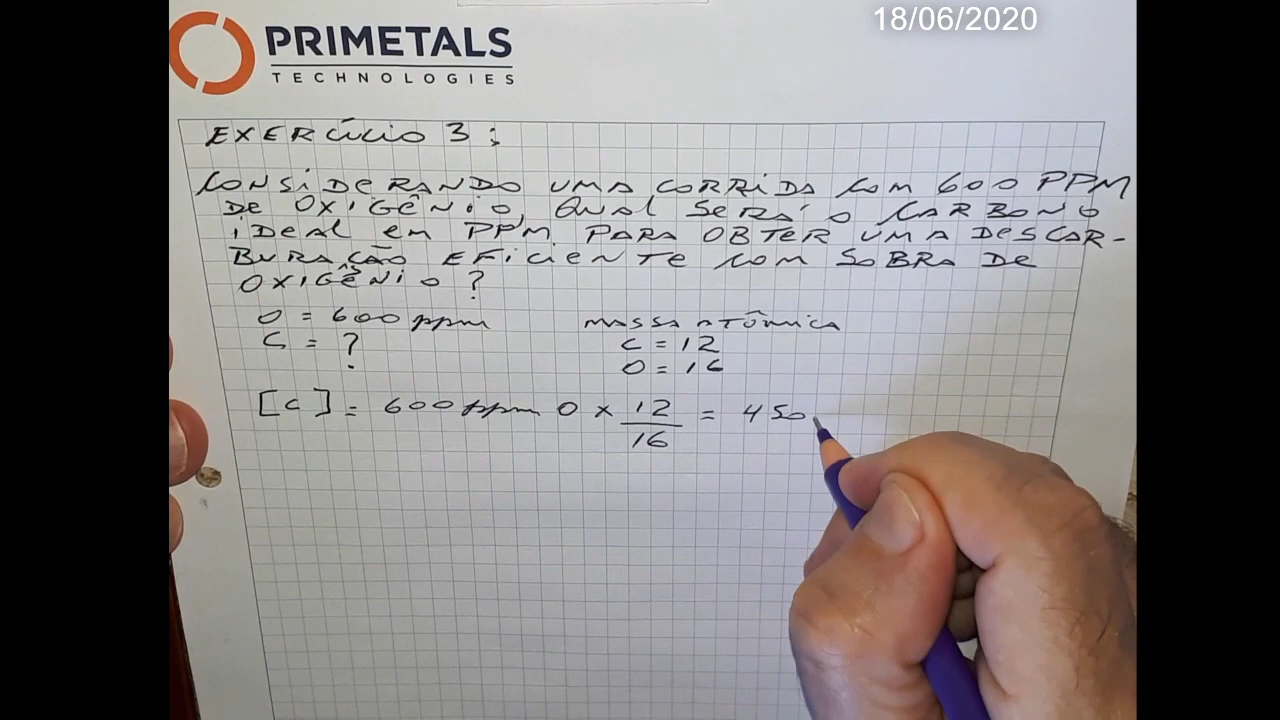 18/06/2020
PRIMETALS
TECHNOLOGIES
EXERCÍCIO 3:
CONSIDERANDO UMA CORRIDA COM 600 PPM
DE OXIGÊNIO, QUAL SERÁ O CARBONO
IDEAL EM PPM PARA OBTER UMA DESCAR-
BURAÇÃO EFICIENTE COM SOBRA DE
OXIGÊNIO?
O = 600 ppm MASSA ATÔMICA
C = ? C = 12
O = 16
[C] = 600 ppm O x 12/16 = 450